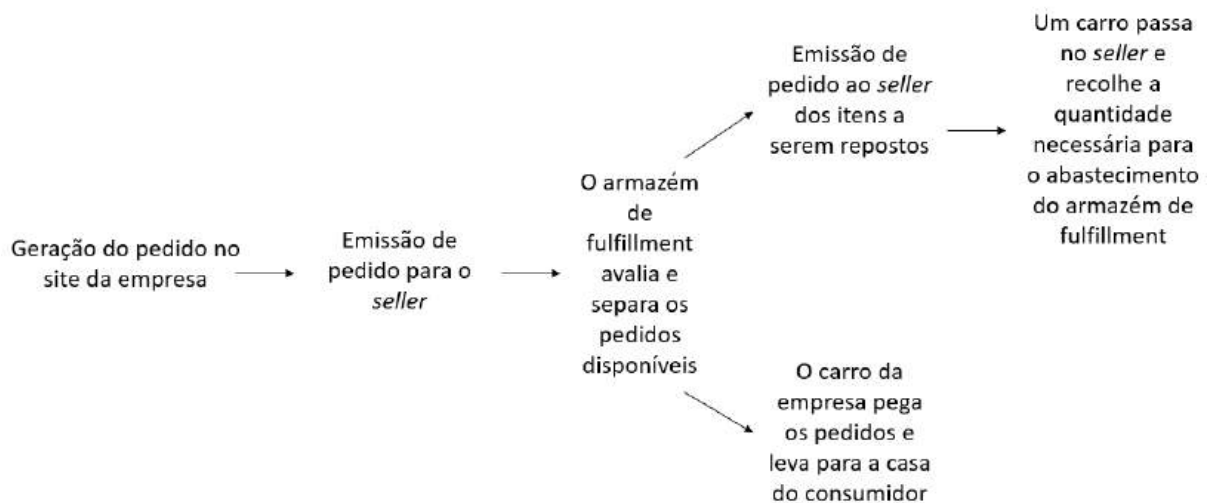 Geração do pedido no
site da empresa
Emissão de
pedido para o
seller
O armazém
de
fulfillment
avalia e
separa os
pedidos
disponíveis
Emissão de
pedido ao seller
dos itens a
serem repostos
Um carro passa
no seller e
recolhe a
quantidade
necessária para
o abastecimento
do armazém de
fulfillment
O carro da
empresa pega
os pedidos e
leva para a casa
do consumidor